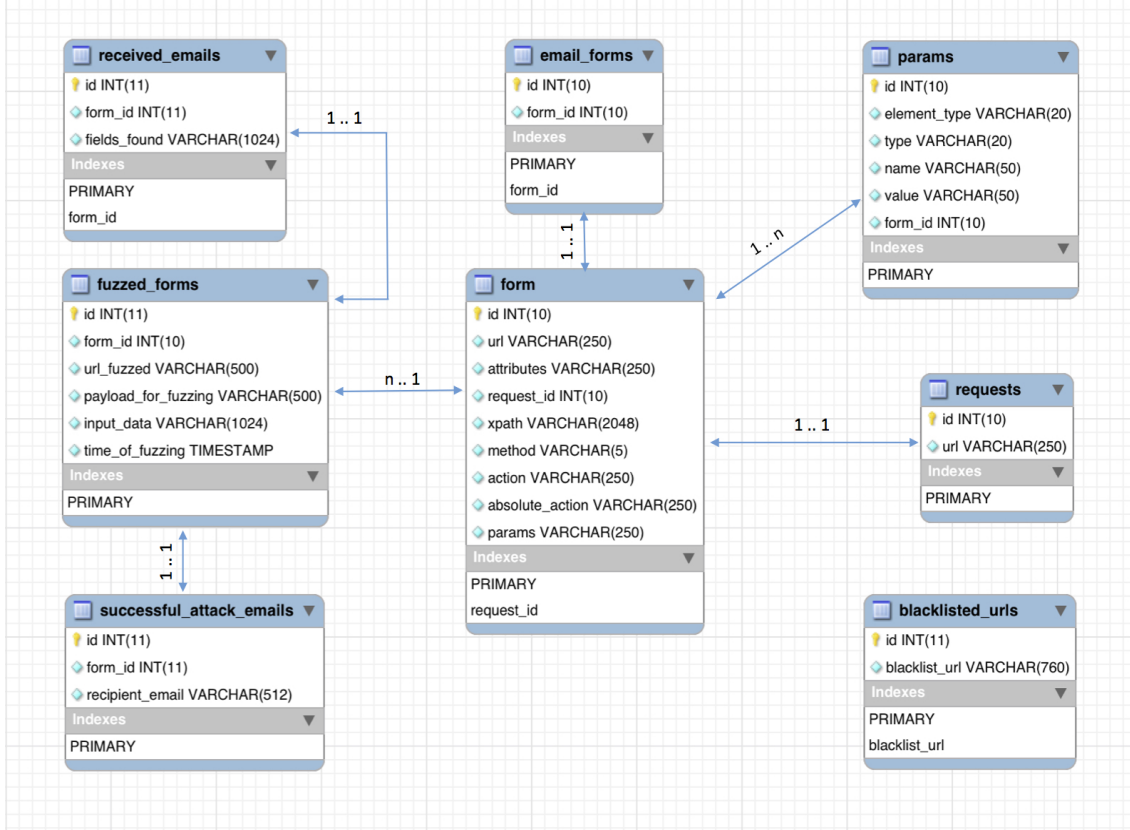 received_emails
id INT(11)
form_id INT(11)
fields_found VARCHAR(1024)
Indexes
PRIMARY
form_id
1 .. 1
email_forms
id INT(10)
form_id INT(10)
Indexes
PRIMARY
form_id
1 .. 1
params
id INT(10)
element_type VARCHAR(20)
type VARCHAR(20)
name VARCHAR(50)
value VARCHAR(50)
form_id INT(10)
Indexes
PRIMARY
1 .. n
fuzzed_forms
id INT(11)
form_id INT(10)
url_fuzzed VARCHAR(500)
payload_for_fuzzing VARCHAR(500)
input_data VARCHAR(1024)
time_of_fuzzing TIMESTAMP
Indexes
PRIMARY
n .. 1
form
id INT(10)
url VARCHAR(250)
attributes VARCHAR(250)
request_id INT(10)
xpath VARCHAR(2048)
method VARCHAR(5)
action VARCHAR(250)
absolute_action VARCHAR(250)
params VARCHAR(250)
Indexes
PRIMARY
request_id
1 .. 1
requests
id INT(10)
url VARCHAR(250)
Indexes
PRIMARY
1 .. 1
successful_attack_emails
id INT(11)
form_id INT(11)
recipient_email VARCHAR(512)
Indexes
PRIMARY
blacklisted_urls
id INT(11)
blacklist_url VARCHAR(760)
Indexes
PRIMARY
blacklist_url